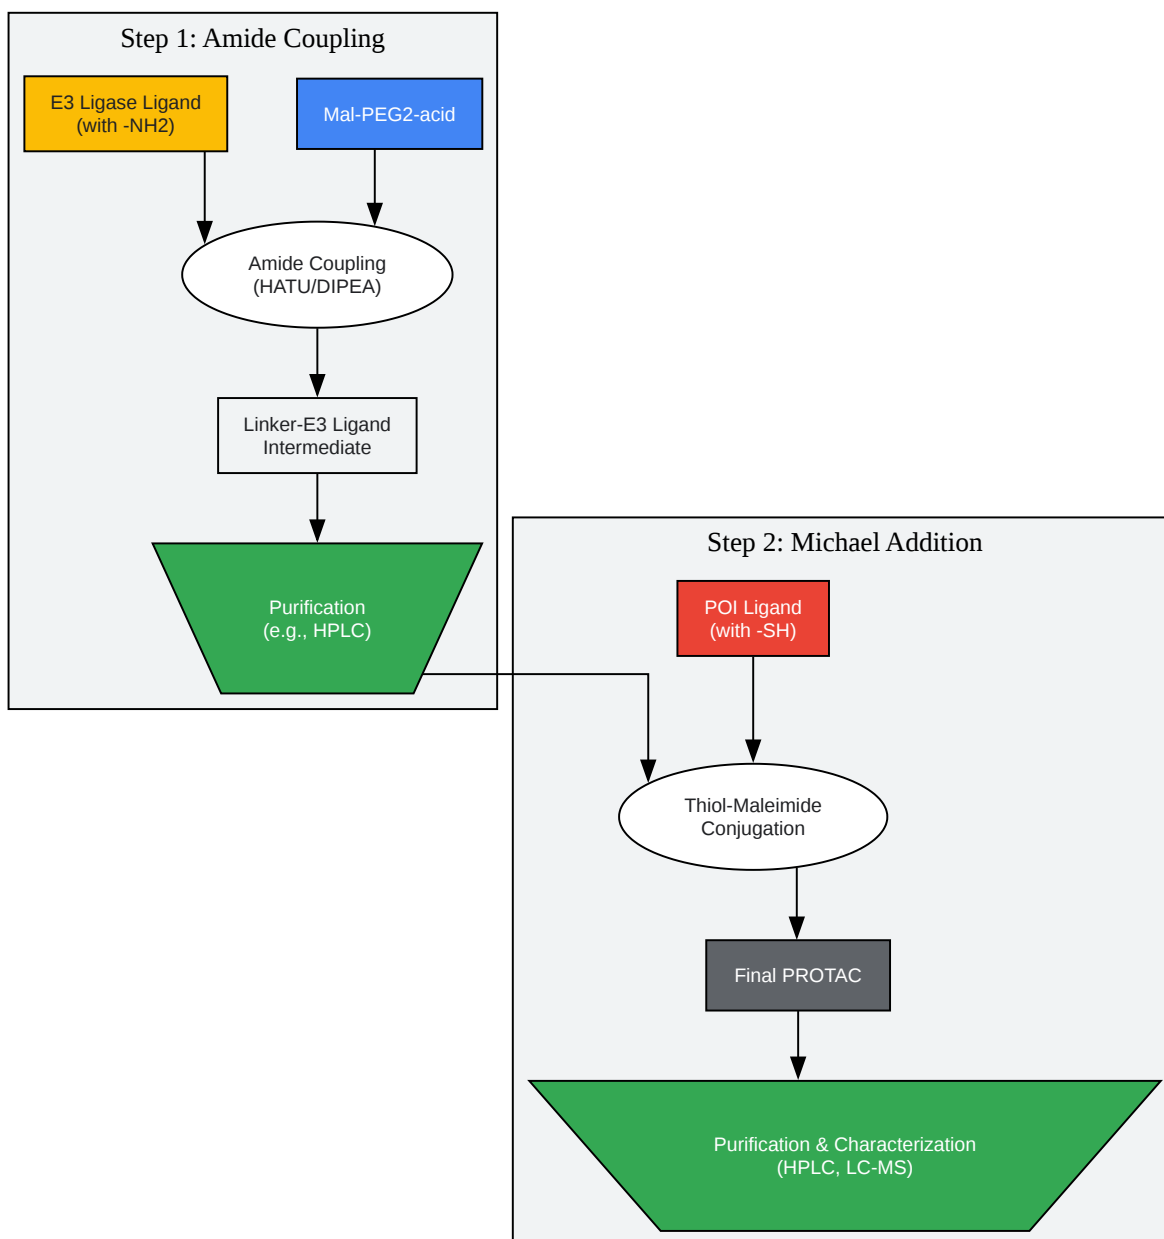 Step 1: Amide Coupling
E3 Ligase Ligand
(with -NH2)
Mal-PEG2-acid
Amide Coupling
(HATU/DIPEA)
Linker-E3 Ligand
Intermediate
Purification
(e.g., HPLC)
Step 2: Michael Addition
POI Ligand
(with -SH)
Thiol-Maleimide
Conjugation
Final PROTAC
Purification & Characterization
(HPLC, LC-MS)